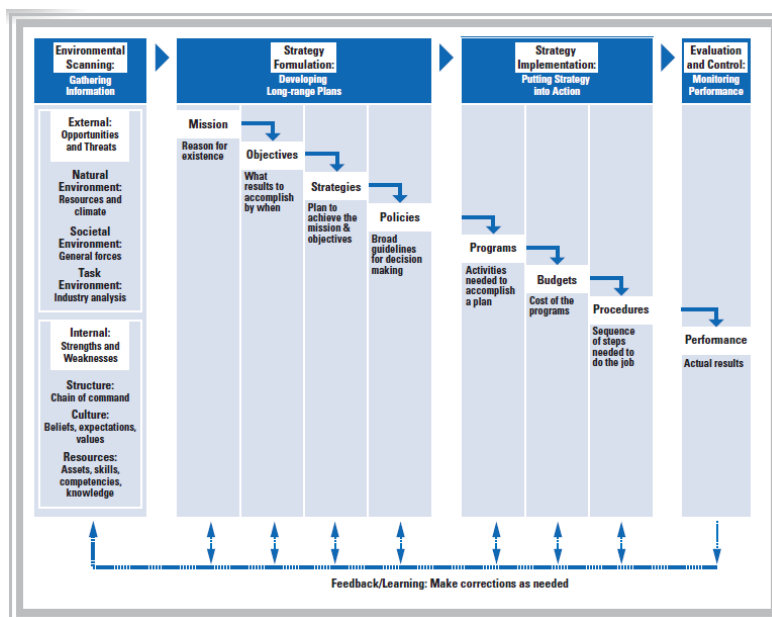 Environmental
Scanning:
Gathering
Information
Strategy
Formulation:
Developing
Long-range Plans
Strategy
Implementation:
Putting Strategy
into Action
Evaluation
and Control:
Monitoring
Performance
External:
Opportunities
and Threats
Natural
Environment:
Resources and
climate
Societal
Environment:
General forces
Task
Environment:
Industry analysis
Internal:
Strengths and
Weaknesses
Structure:
Chain of command
Culture:
Beliefs, expectations,
values
Resources:
Assets, skills,
competencies,
knowledge
Mission
Reason for
existence
Objectives
What
results to
accomplish
by when
Strategies
Plan to
achieve the
mission &
objectives
Policies
Broad
guidelines
for decision
making
Programs
Activities
needed to
accomplish
a plan
Budgets
Cost of the
programs
Procedures
Sequence
of steps
needed to
do the job
Performance
Actual results
Feedback/Learning: Make corrections as needed